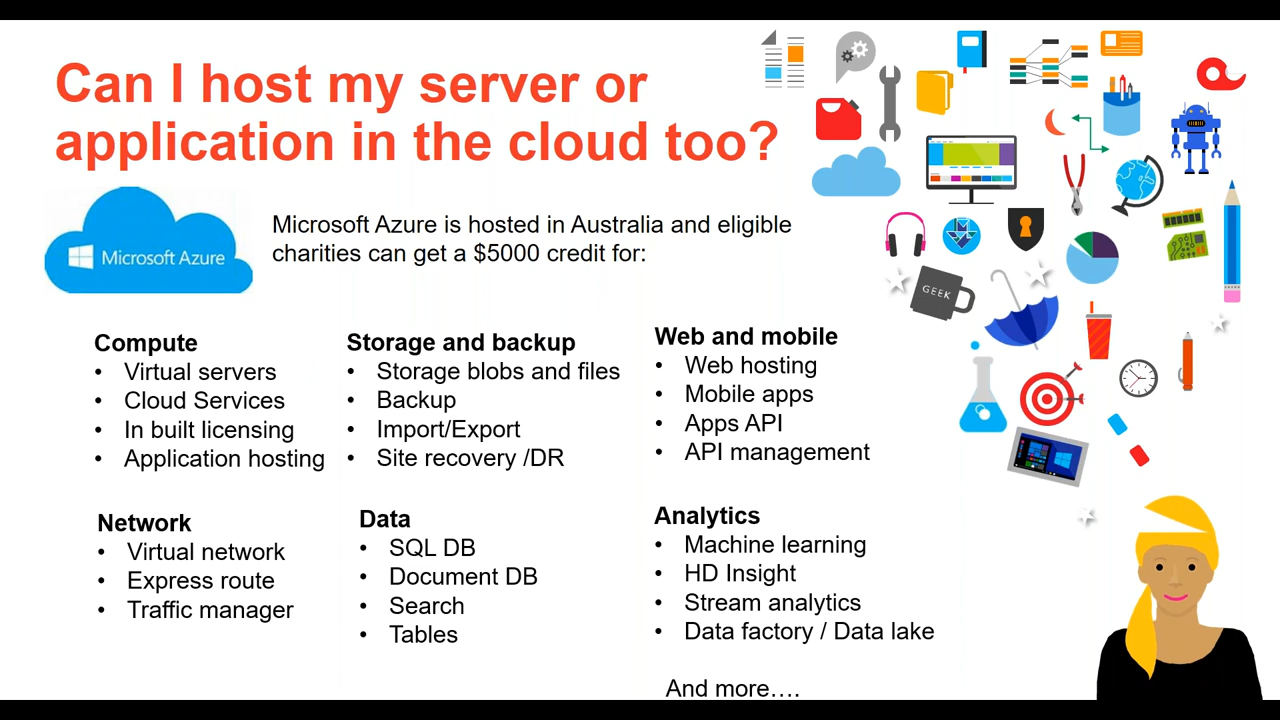 Can I host my server or
application in the cloud too?
Microsoft Azure
Microsoft Azure is hosted in Australia and eligible
charities can get a $5000 credit for:
Compute
• Virtual servers
• Cloud Services
• In built licensing
• Application hosting
Storage and backup
• Storage blobs and files
• Backup
• Import/Export
• Site recovery /DR
Web and mobile
• Web hosting
• Mobile apps
• Apps API
• API management
Network
• Virtual network
• Express route
• Traffic manager
Data
• SQL DB
• Document DB
• Search
• Tables
Analytics
• Machine learning
• HD Insight
• Stream analytics
• Data factory / Data lake
And more….
GEEK